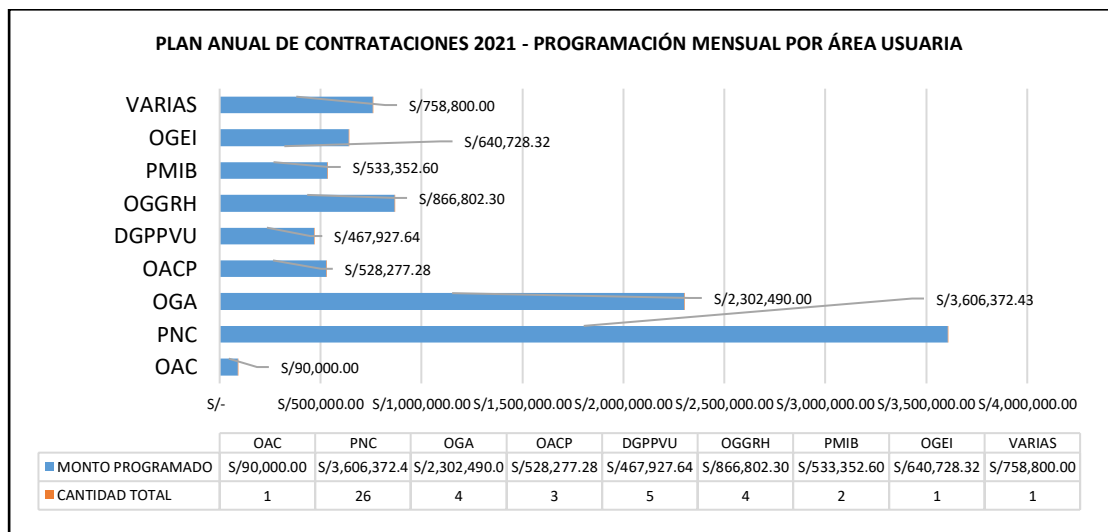 PLAN ANUAL DE CONTRATACIONES 2021 - PROGRAMACIÓN MENSUAL POR ÁREA USUARIA
VARIAS S/758,800.00
OGEI S/640,728.32
PMIB S/533,352.60
OGGRH S/866,802.30
DGPPVU S/467,927.64
OACP S/528,277.28
OGA S/2,302,490.00
PNC S/3,606,372.43
OAC S/90,000.00
S/- S/500,000.00 S/1,000,000.00 S/1,500,000.00 S/2,000,000.00 S/2,500,000.00 S/3,000,000.00 S/3,500,000.00 S/4,000,000.00
OAC PNC OGA OACP DGPPVU OGGRH PMIB OGEI VARIAS
MONTO PROGRAMADO S/90,000.00 S/3,606,372.4 S/2,302,490.0 S/528,277.28 S/467,927.64 S/866,802.30 S/533,352.60 S/640,728.32 S/758,800.00
CANTIDAD TOTAL 1 26 4 3 5 4 2 1 1